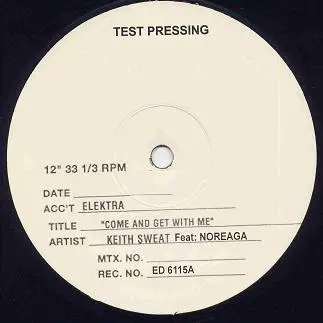 TEST PRESSING
12" 33 1/3 RPM
DATE
ACC'T ELEKTRA
TITLE "COME AND GET WITH ME"
ARTIST KEITH SWEAT Feat: NOREAGA
MTX. NO.
REC. NO. ED 6115A